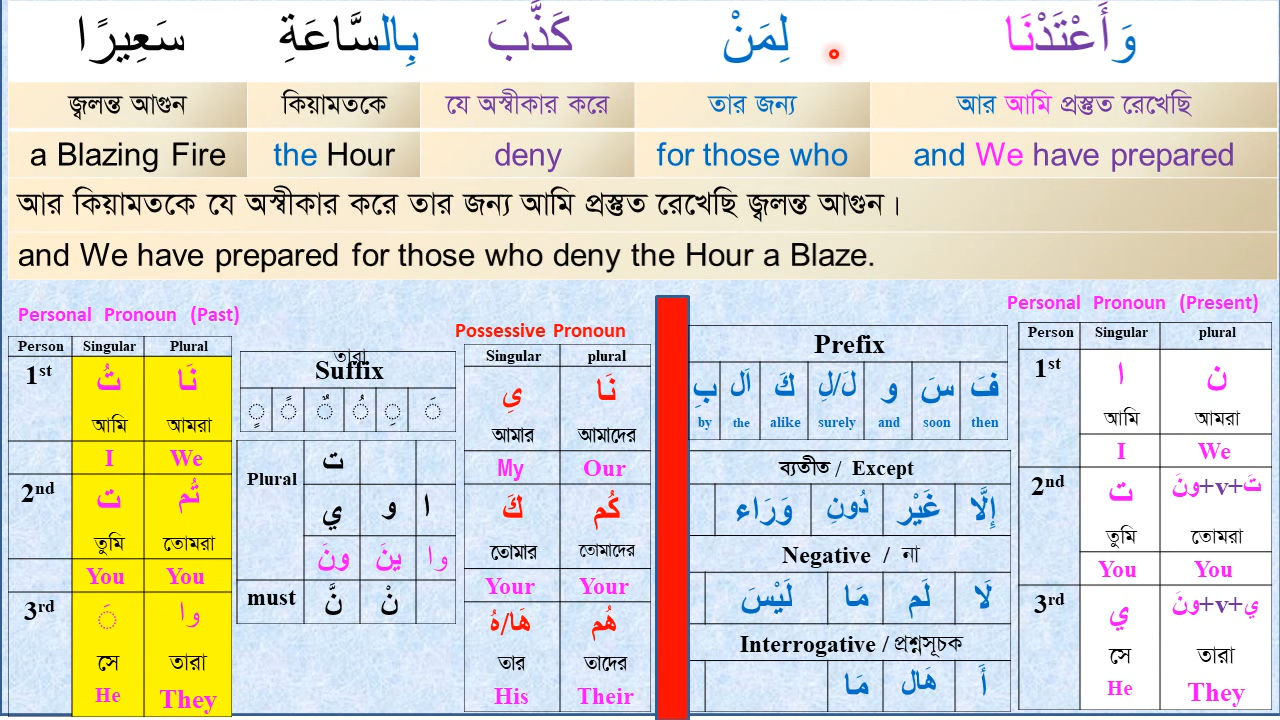 وَأَعْتَدْنَا لِمَنْ كَذَّبَ بِالسَّاعَةِ سَعِيرًا
জ্বলন্ত আগুন কিয়ামতকে যে অস্বীকার করে তার জন্য আর আমি প্রস্তুত রেখেছি
a Blazing Fire the Hour deny for those who and We have prepared
আর কিয়ামতকে যে অস্বীকার করে তার জন্য আমি প্রস্তুত রেখেছি জ্বলন্ত আগুন।
and We have prepared for those who deny the Hour a Blaze.
Personal Pronoun (Past)
Person Singular Plural
1st تُ نَا
আমি আমরা
I We
2nd ت تُم
তুমি তোমরা
You You
3rd َ وا
সে তারা
He They
তারা
Suffix
ٍ ً ٌ ُ ِ َ
Plural ت
ي و ا
ونَ ينَ وا
must نَّ نْ
Possessive Pronoun
Singular plural
يِ نَا
আমার আমাদের
My Our
كَ كُم
তোমার তোমাদের
Your Your
هَا/هُ هُم
তার তাদের
His Their
Prefix
بِ اَل كَ لَ/لِ و سَ فَ
by the alike surely and soon then
ব্যতীত / Except
وَرَاء دُونِ غَيْر إِلَّا
Negative / না
لَيْسَ مَا لَم لَا
Interrogative / প্রশ্নসূচক
مَا هَال أَ
Personal Pronoun (Present)
Person Singular plural
1st ا ن
আমি আমরা
I We
2nd ت تَ+v+ونَ
তুমি তোমরা
You You
3rd ي ي+v+ونَ
সে তারা
He They